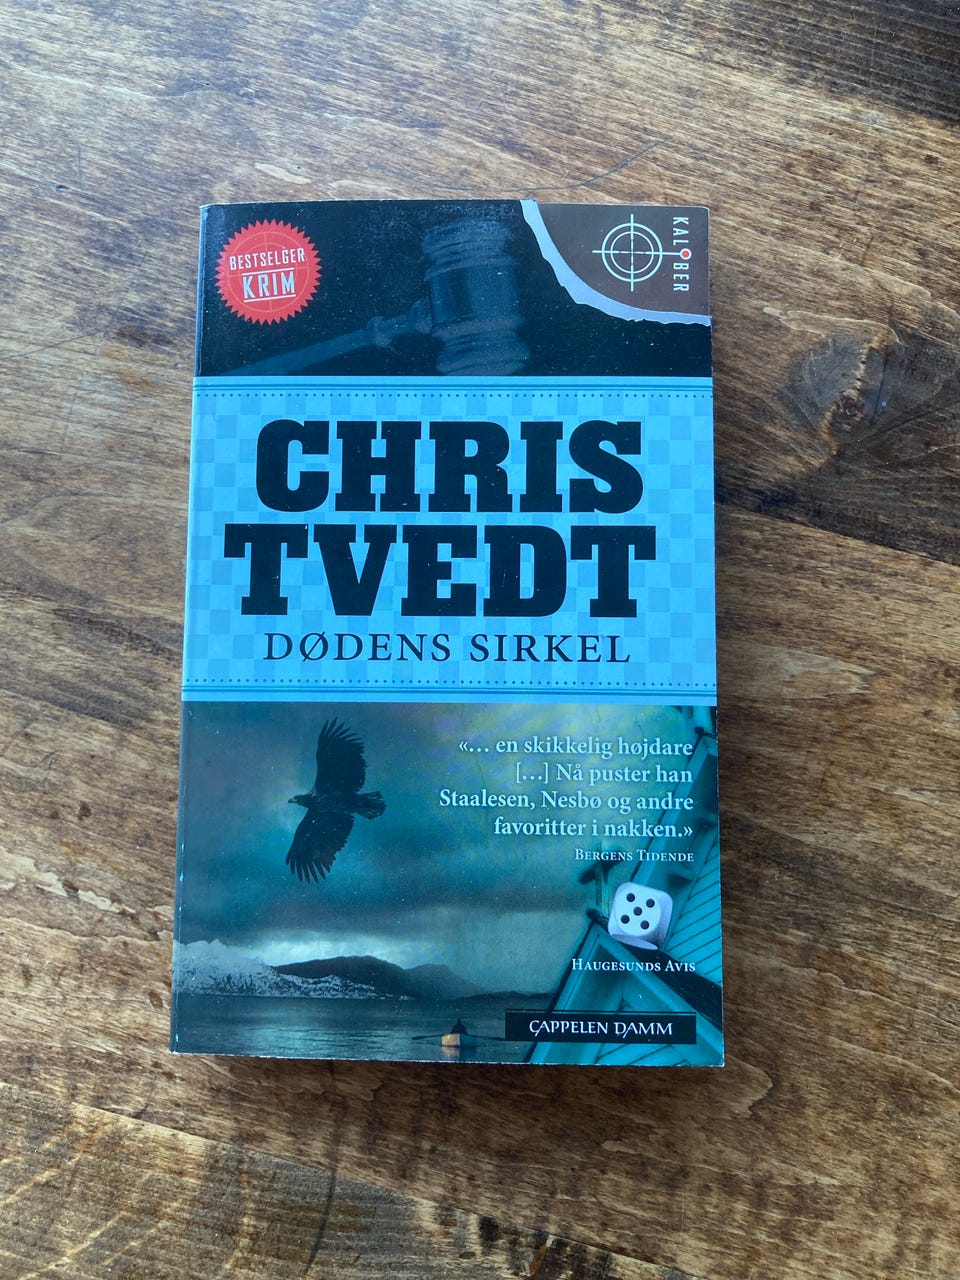 BESTSELGER
KRIM
KALIBER
CHRIS
TVEDT
DØDENS SIRKEL
«... en skikkelig højdare
[...] Nå puster han
Staalesen, Nesbø og andre
favoritter i nakken.»
BERGENS TIDENDE
HAUGESUNDS AVIS
CAPPELEN DAMM